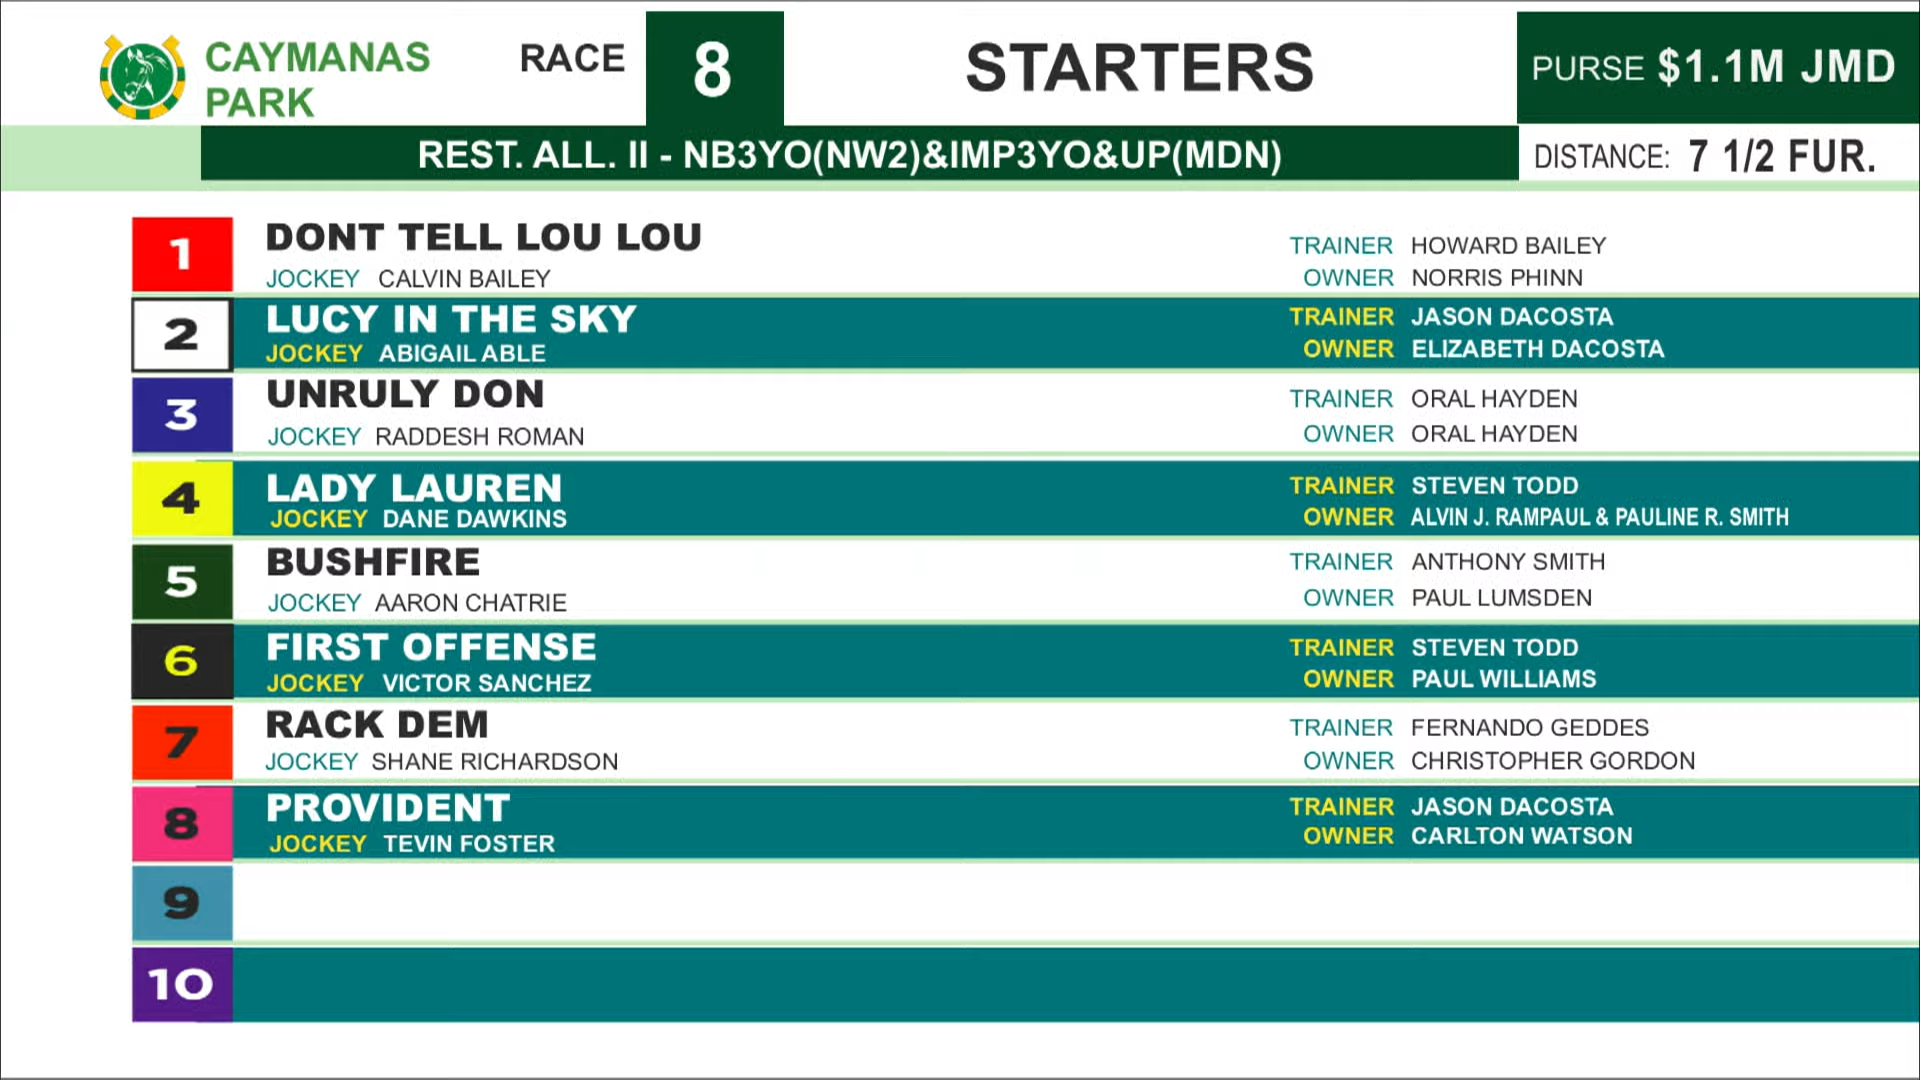 CAYMANAS PARK
RACE 8
STARTERS
PURSE $1.1M JMD
REST. ALL. II - NB3YO(NW2)&IMP3YO&UP(MDN)
DISTANCE: 7 1/2 FUR.
1 DONT TELL LOU LOU
JOCKEY CALVIN BAILEY
TRAINER HOWARD BAILEY
OWNER NORRIS PHINN
2 LUCY IN THE SKY
JOCKEY ABIGAIL ABLE
TRAINER JASON DACOSTA
OWNER ELIZABETH DACOSTA
3 UNRULY DON
JOCKEY RADDESH ROMAN
TRAINER ORAL HAYDEN
OWNER ORAL HAYDEN
4 LADY LAUREN
JOCKEY DANE DAWKINS
TRAINER STEVEN TODD
OWNER ALVIN J. RAMPAUL & PAULINE R. SMITH
5 BUSHFIRE
JOCKEY AARON CHATRIE
TRAINER ANTHONY SMITH
OWNER PAUL LUMSDEN
6 FIRST OFFENSE
JOCKEY VICTOR SANCHEZ
TRAINER STEVEN TODD
OWNER PAUL WILLIAMS
7 RACK DEM
JOCKEY SHANE RICHARDSON
TRAINER FERNANDO GEDDES
OWNER CHRISTOPHER GORDON
8 PROVIDENT
JOCKEY TEVIN FOSTER
TRAINER JASON DACOSTA
OWNER CARLTON WATSON
9
10